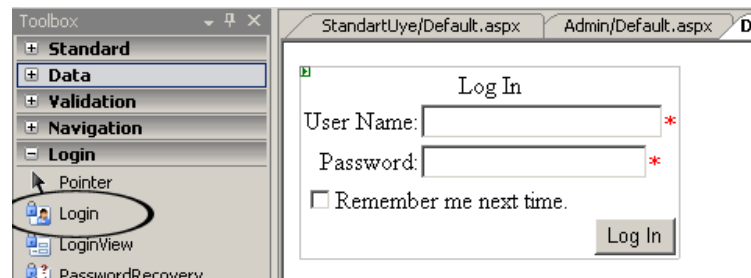 Toolbox
Standard
Data
Validation
Navigation
Login
Pointer
Login
LoginView
PasswordRecovery
StandartUye/Default.aspx
Admin/Default.aspx
D
Log In
User Name:
*
Password:
*
Remember me next time.
Log In